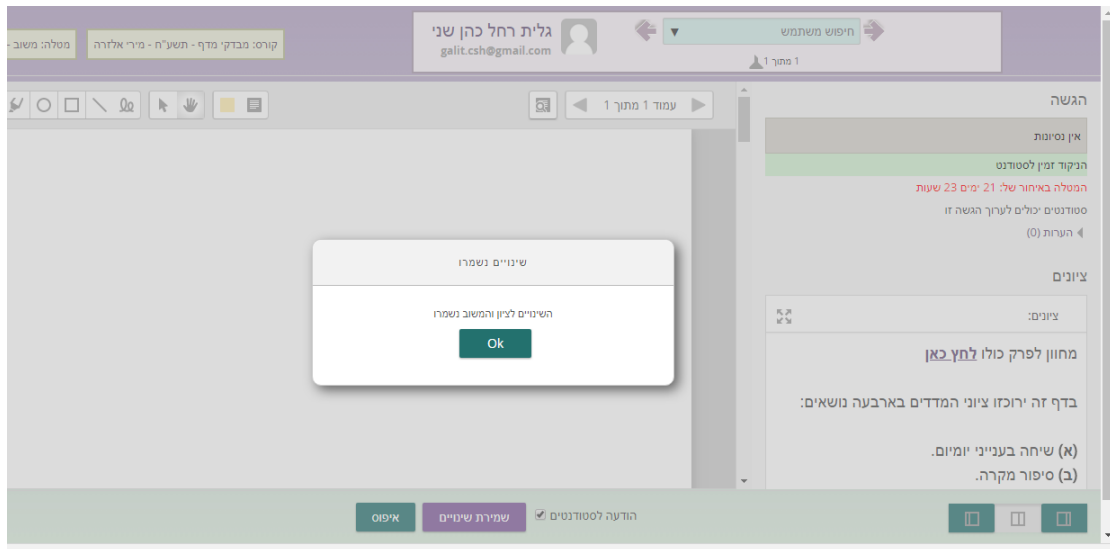 חיפוש משתמש
1 מתוך 1
גלית רחל כהן שני
galit.csh@gmail.com
קורס: מבדקי מדף - תשע"ח - מירי אלזרה
מטלה: משוב -
עמוד 1 מתוך 1
הגשה
אין נסיונות
הניקוד זמין לסטודנט
המטלה באיחור של: 21 ימים 23 שעות
סטודנטים יכולים לערוך הגשה זו
הערות (0)
ציונים
ציונים:
מחוון לפרק כולו לחץ כאן
בדף זה ירוכזו ציוני המדדים בארבעה נושאים:
(א) שיחה בענייני יומיום.
(ב) סיפור מקרה.
שינויים נשמרו
השינויים לציון והמשוב נשמרו
Ok
הודעה לסטודנטים
שמירת שינויים
איפוס